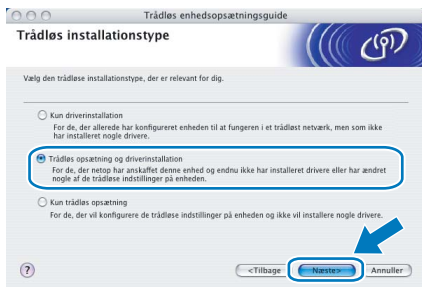 Trådløs enhedsopsætningsguide
Trådløs installationstype
Vælg den trådløse installationstype, der er relevant for dig.
Kun driverinstallation
For de, der allerede har konfigureret enheden til at fungeren i et trådløst netværk, men som ikke
har installeret nogle drivere.
Trådløs opsætning og driverinstallation
For de, der netop har anskaffet denne enhed og endnu ikke har installeret drivere eller har ændret
nogle af de trådløse indstillinger på enheden.
Kun trådløs opsætning
For de, der vil konfigurere de trådløse indstillinger på enheden og ikke vil installere nogle drivere.
? <Tilbage Næste> Annuller